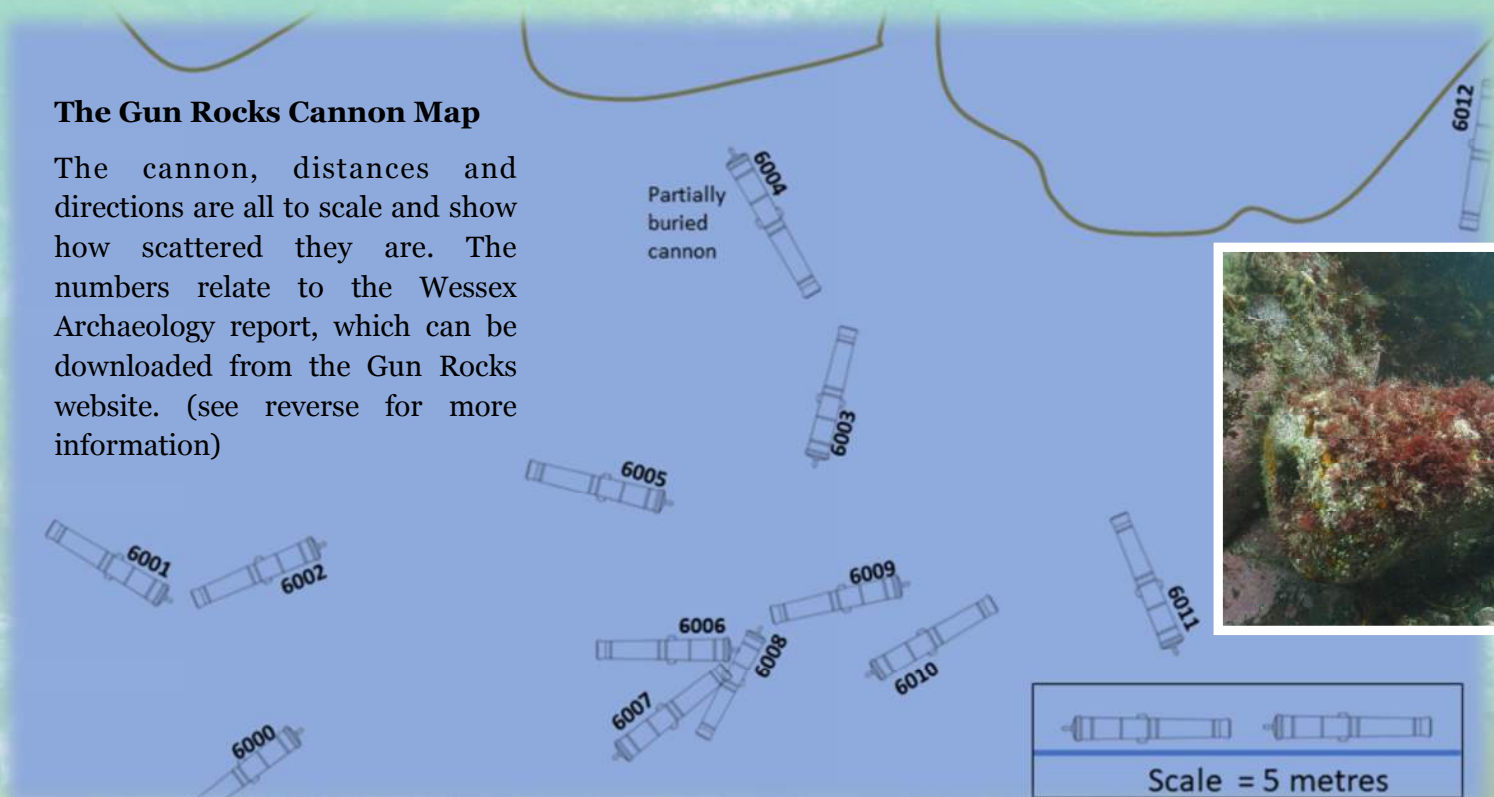 The Gun Rocks Cannon Map
The cannon, distances and
directions are all to scale and show
how scattered they are. The
numbers relate to the Wessex
Archaeology report, which can be
downloaded from the Gun Rocks
website. (see reverse for more
information)
6012
6004
Partially
buried
cannon
6003
6005
6001
6002
6009
6011
6006
6008
6010
6007
6000
Scale = 5 metres